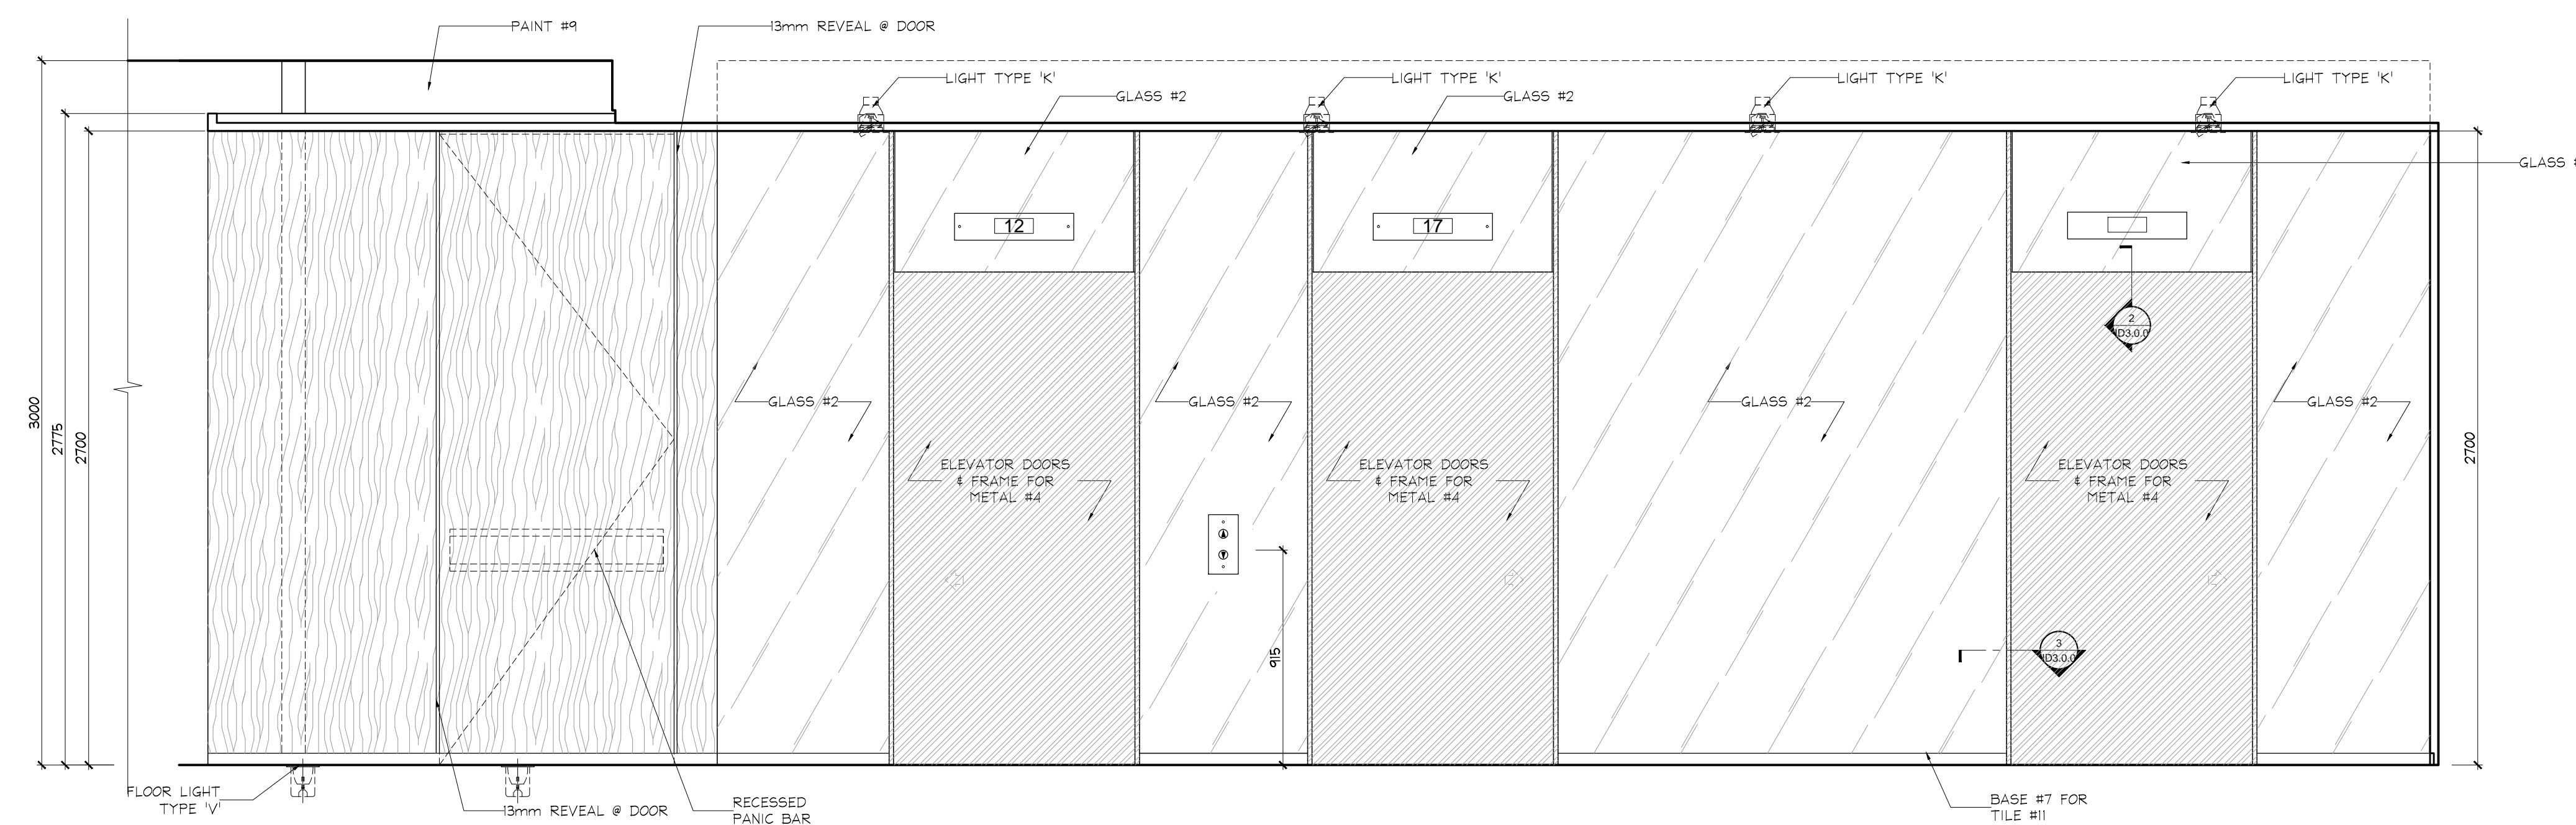 PAINT #9
13mm REVEAL @ DOOR
LIGHT TYPE 'K'
GLASS #2
LIGHT TYPE 'K'
GLASS #2
LIGHT TYPE 'K'
LIGHT TYPE 'K'
GLASS
12
17
3000
2775
2700
2
ID3.0.0
GLASS #2
GLASS #2
GLASS #2
GLASS #2
2700
ELEVATOR DOORS
¢ FRAME FOR
METAL #4
ELEVATOR DOORS
¢ FRAME FOR
METAL #4
ELEVATOR DOORS
¢ FRAME FOR
METAL #4
915
3
ID3.0.0
FLOOR LIGHT
TYPE 'V'
13mm REVEAL @ DOOR
RECESSED
PANIC BAR
BASE #7 FOR
TILE #11